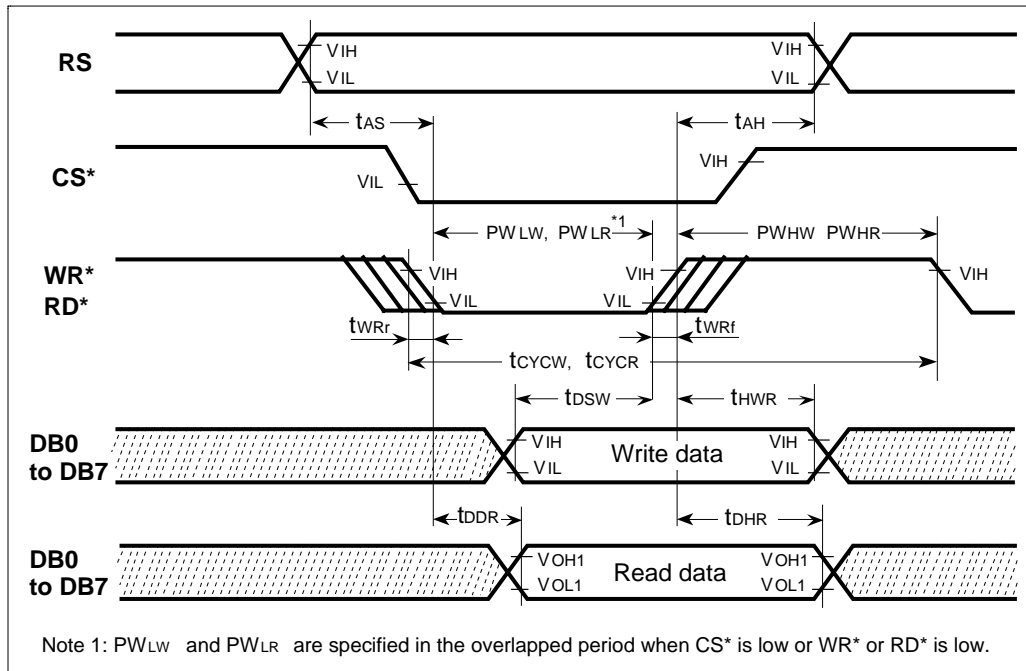 RS
VIH
VIL
VIH
VIL
tAS
tAH
CS*
VIL
VIH
PWLW, PWLR*1
PWHW PWHR
WR*
RD*
VIH
VIL
VIH
VIL
VIH
tWRr
tWRf
tCYCW, tCYCR
tDSW
tHWR
DB0
to DB7
VIH
VIL
Write data
VIH
VIL
tDDR
tDHR
DB0
to DB7
VOH1
VOL1
Read data
VOH1
VOL1
Note 1: PWLW and PWLR are specified in the overlapped period when CS* is low or WR* or RD* is low.